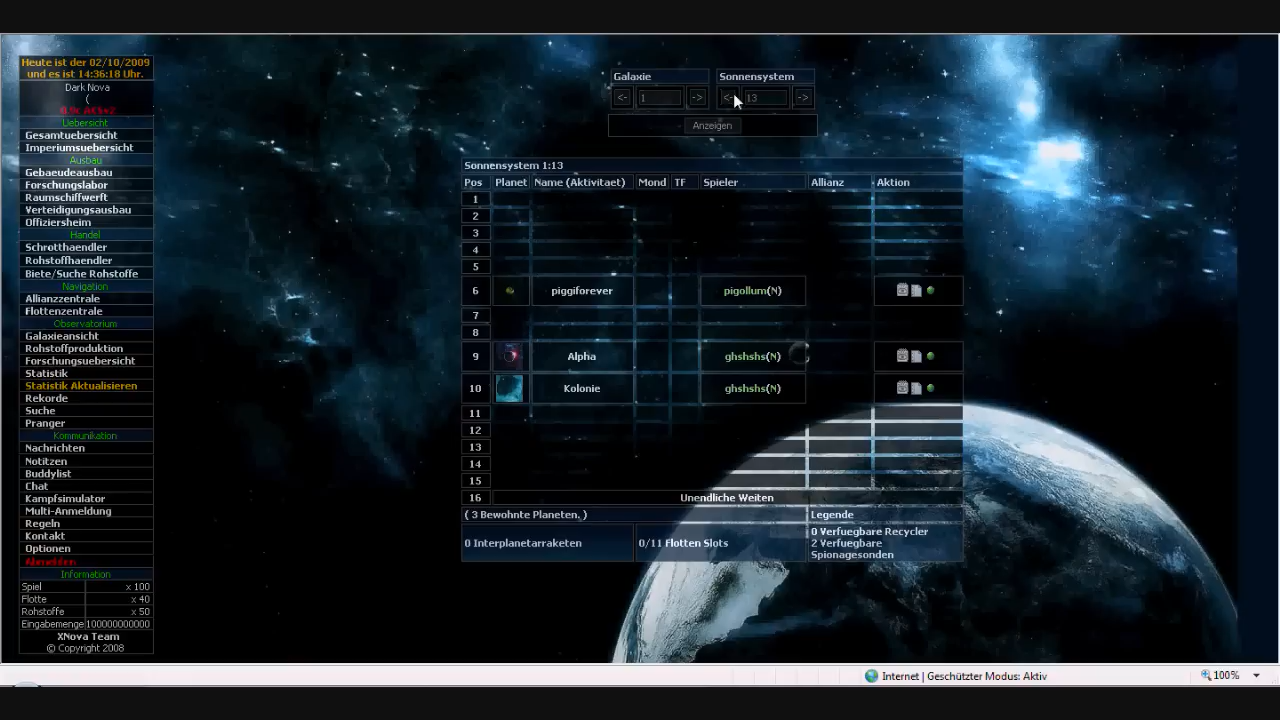 Heute ist der 02/10/2009
und es ist 14:36:18 Uhr.
Dark Nova
(
Uebersicht
Gesamtuebersicht
Imperiumsuebersicht
Ausbau
Gebaeudeausbau
Forschungslabor
Raumschiffwerft
Verteidigungsausbau
Offiziersheim
Handel
Schrotthaendler
Rohstoffhaendler
Biete/Suche Rohstoffe
Navigation
Allianzzentrale
Flottenzentrale
Observatorium
Galaxieansicht
Rohstoffproduktion
Forschungsuebersicht
Statistik
Statistik Aktualisieren
Rekorde
Suche
Pranger
Kommunikation
Nachrichten
Notitzen
Buddylist
Chat
Kampfsimulator
Multi-Anmeldung
Regeln
Kontakt
Optionen
Abmelden
Information
Spiel x 100
Flotte x 40
Rohstoffe x 50
Eingabemenge 100000000000
XNova Team
© Copyright 2008
Galaxie Sonnensystem
<- 1 -> <- 13 ->
Anzeigen
Sonnensystem 1:13
Pos Planet Name (Aktivitaet) Mond TF Spieler Allianz Aktion
1
2
3
4
5
6 piggiforever pigollum(N)
7
8
9 Alpha ghshshs(N)
10 Kolonie ghshshs(N)
11
12
13
14
15
16 Unendliche Weiten
( 3 Bewohnte Planeten. ) Legende
0 Interplanetarraketen 0/11 Flotten Slots 0 Verfuegbare Recycler
2 Verfuegbare
Spionagesonden
Internet | Geschützter Modus: Aktiv 100%